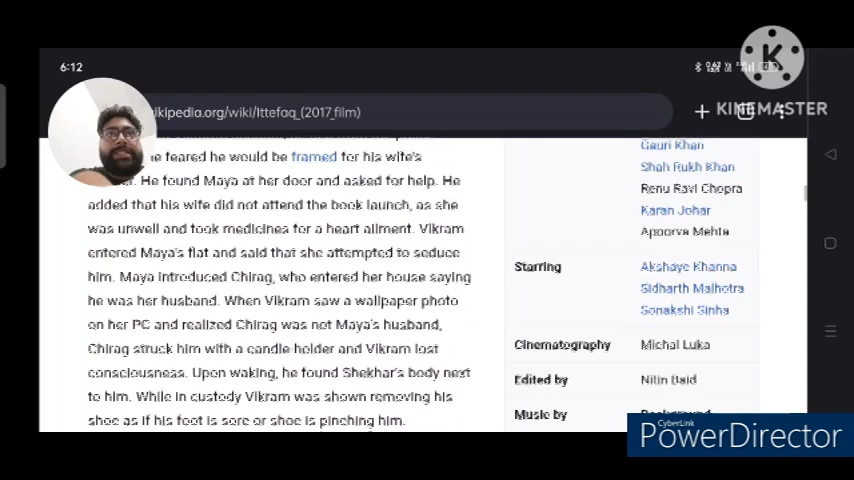 6:12
KINEMASTER
ikipedia.org/wiki/Ittefaq_(2017_film)
he feared he would be framed for his wife's
He found Maya at her door and asked for help. He
added that his wife did not attend the book launch, as she
was unwell and took medicines for a heart ailment. Vikram
entered Maya's flat and said that she attempted to seduce
him. Maya introduced Chirag, who entered her house saying
he was her husband. When Vikram saw a wallpaper photo
on her PC and realized Chirag was not Maya's husband,
Chirag struck him with a candle holder and Vikram lost
consciousness. Upon waking, he found Shekhar's body next
to him. While in custody Vikram was shown removing his
shoe as if his foot is sore or shoe is pinching him.
Gauri Khan
Shah Rukh Khan
Renu Ravi Chopra
Karan Johar
Apoorva Mehta
Starring
Akshaye Khanna
Sidharth Malhotra
Sonakshi Sinha
Cinematography Michal Luka
Edited by Nitin Baid
Music by Background
CyberLink
PowerDirector